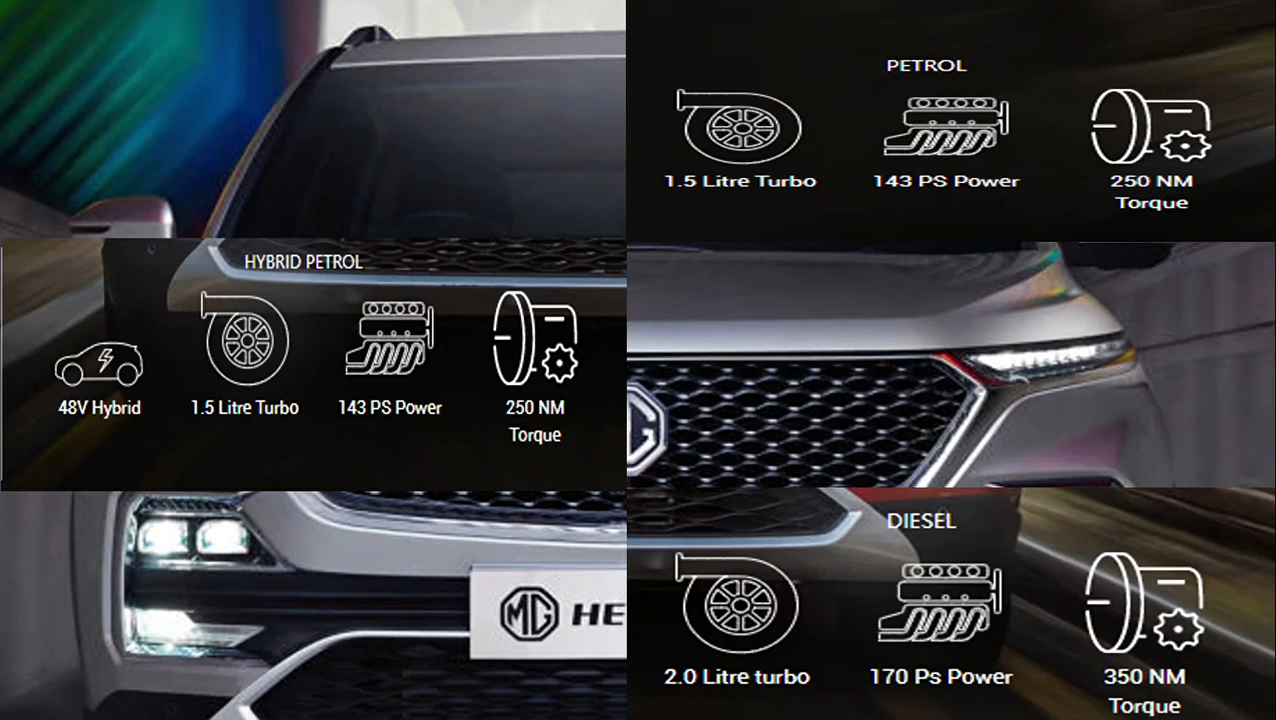 PETROL
1.5 Litre Turbo
143 PS Power
250 NM
Torque
HYBRID PETROL
48V Hybrid
1.5 Litre Turbo
143 PS Power
250 NM
Torque
G
MG HE
DIESEL
2.0 Litre turbo
170 Ps Power
350 NM
Torque